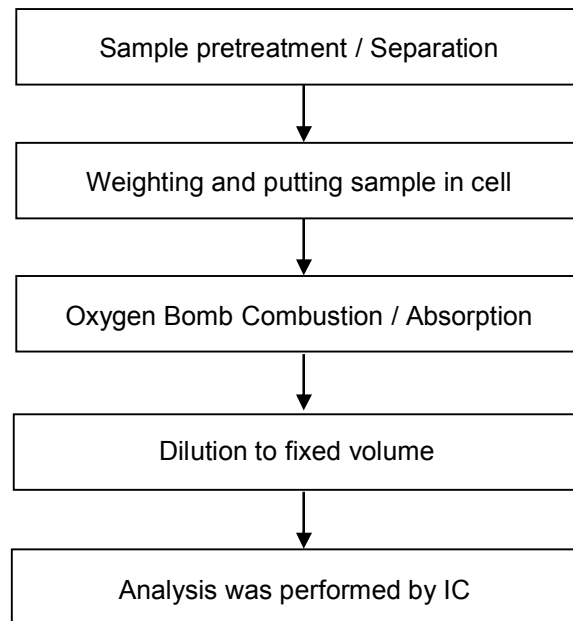 Sample pretreatment / Separation
Weighting and putting sample in cell
Oxygen Bomb Combustion / Absorption
Dilution to fixed volume
Analysis was performed by IC